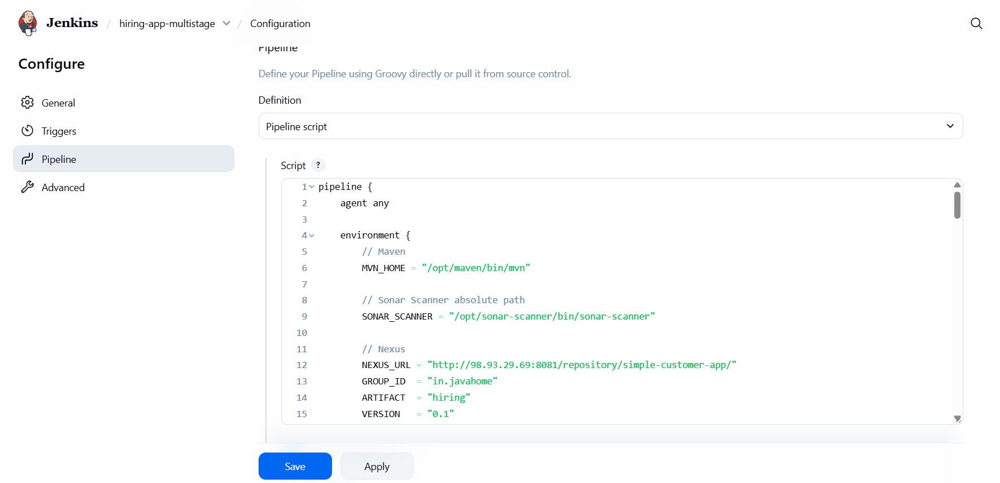 Jenkins / hiring-app-multistage / Configuration
Configure
General
Triggers
Pipeline
Advanced
Pipeline
Define your Pipeline using Groovy directly or pull it from source control.
Definition
Pipeline script
Script ?
1 pipeline {
2     agent any
3
4     environment {
5         // Maven
6         MVN_HOME = "/opt/maven/bin/mvn"
7
8         // Sonar Scanner absolute path
9         SONAR_SCANNER = "/opt/sonar-scanner/bin/sonar-scanner"
10
11         // Nexus
12         NEXUS_URL = "http://98.93.29.69:8081/repository/simple-customer-app/"
13         GROUP_ID  = "in.javahome"
14         ARTIFACT  = "hiring"
15         VERSION   = "0.1"
Save
Apply